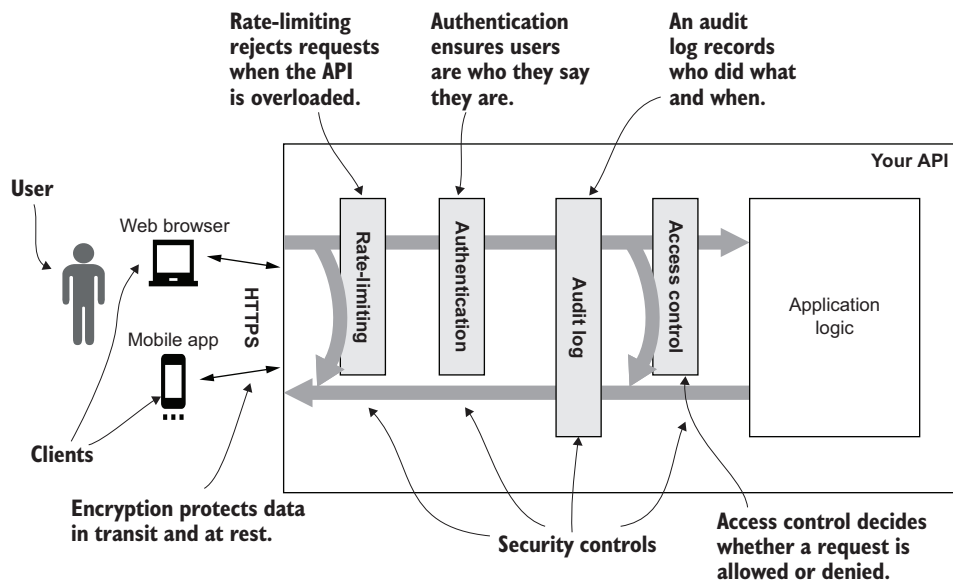 Rate-limiting
rejects requests
when the API
is overloaded.
Authentication
ensures users
are who they say
they are.
An audit
log records
who did what
and when.
Your API
User
Web browser
Mobile app
HTTPS
Rate-limiting
Authentication
Audit log
Access control
Application
logic
Clients
Encryption protects data
in transit and at rest.
Security controls
Access control decides
whether a request is
allowed or denied.